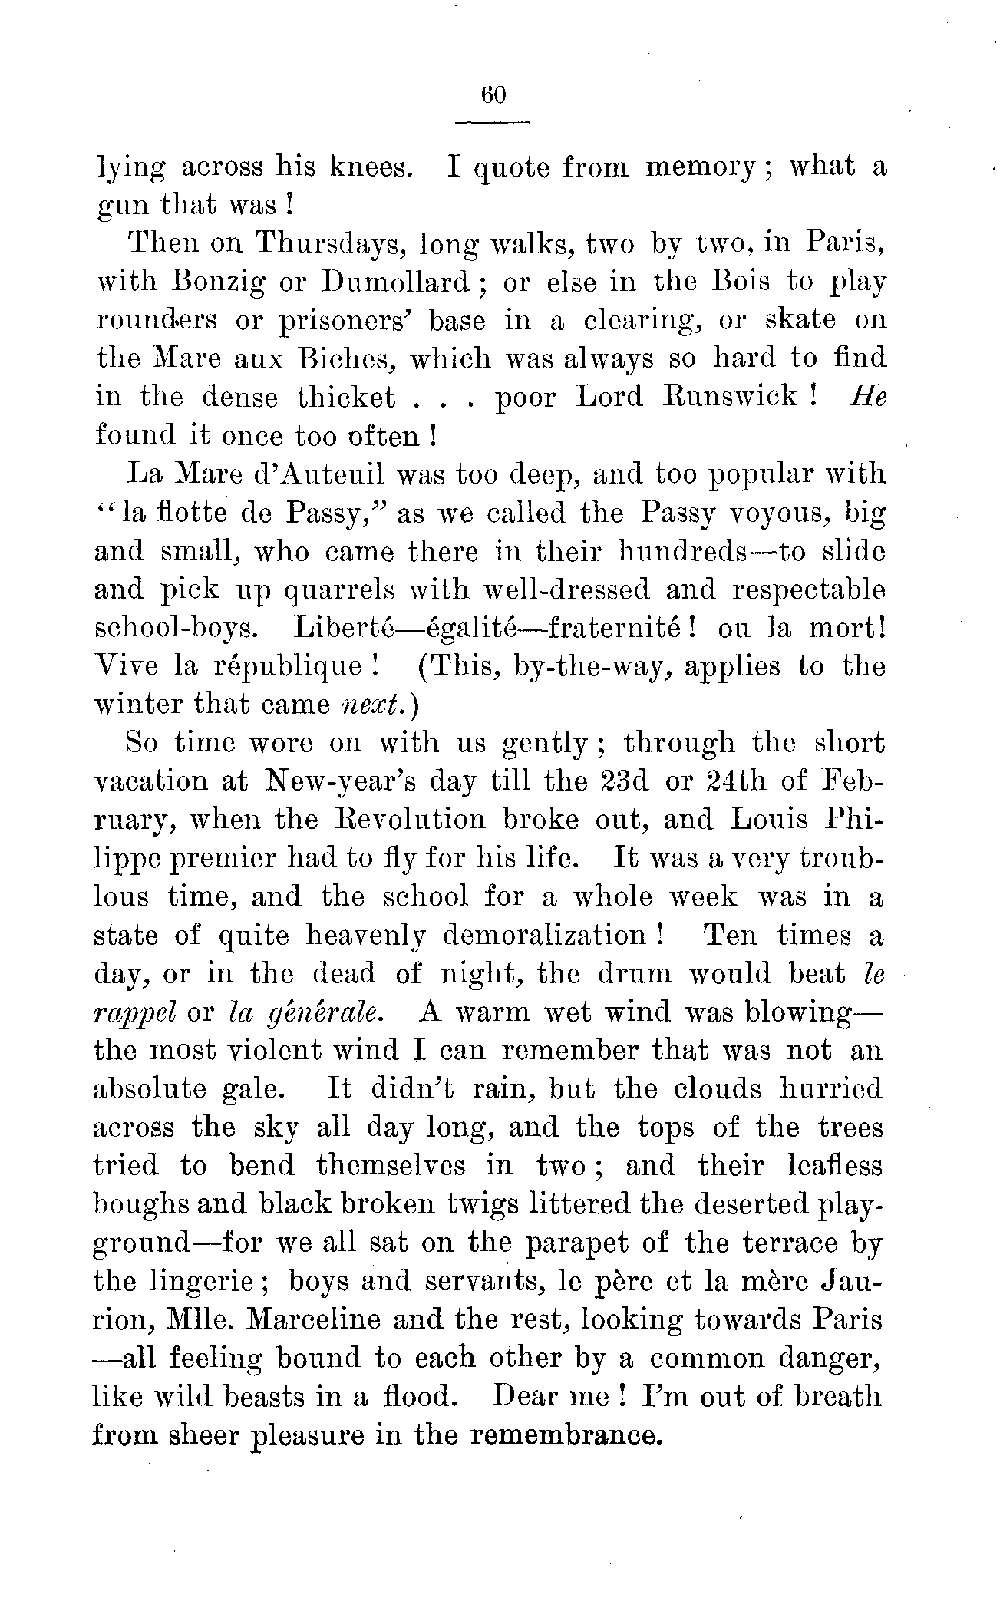 60
lying across his knees. I quote from memory; what a
gun that was!
Then on Thursdays, long walks, two by two, in Paris,
with Bonzig or Dumollard; or else in the Bois to play
rounders or prisoners' base in a clearing, or skate on
the Mare aux Biches, which was always so hard to find
in the dense thicket . . . poor Lord Runswick! He
found it once too often!
La Mare d'Auteuil was too deep, and too popular with
"la flotte de Passy," as we called the Passy voyous, big
and small, who came there in their hundreds—to slide
and pick up quarrels with well-dressed and respectable
school-boys. Liberté—égalité—fraternité! ou la mort!
Vive la république! (This, by-the-way, applies to the
winter that came next.)
So time wore on with us gently; through the short
vacation at New-year's day till the 23d or 24th of Feb-
ruary, when the Revolution broke out, and Louis Phi-
lippe premier had to fly for his life. It was a very troub-
lous time, and the school for a whole week was in a
state of quite heavenly demoralization! Ten times a
day, or in the dead of night, the drum would beat le
rappel or la générale. A warm wet wind was blowing—
the most violent wind I can remember that was not an
absolute gale. It didn't rain, but the clouds hurried
across the sky all day long, and the tops of the trees
tried to bend themselves in two; and their leafless
boughs and black broken twigs littered the deserted play-
ground—for we all sat on the parapet of the terrace by
the lingerie; boys and servants, le père et la mère Jau-
rion, Mlle. Marceline and the rest, looking towards Paris
—all feeling bound to each other by a common danger,
like wild beasts in a flood. Dear me! I'm out of breath
from sheer pleasure in the remembrance.